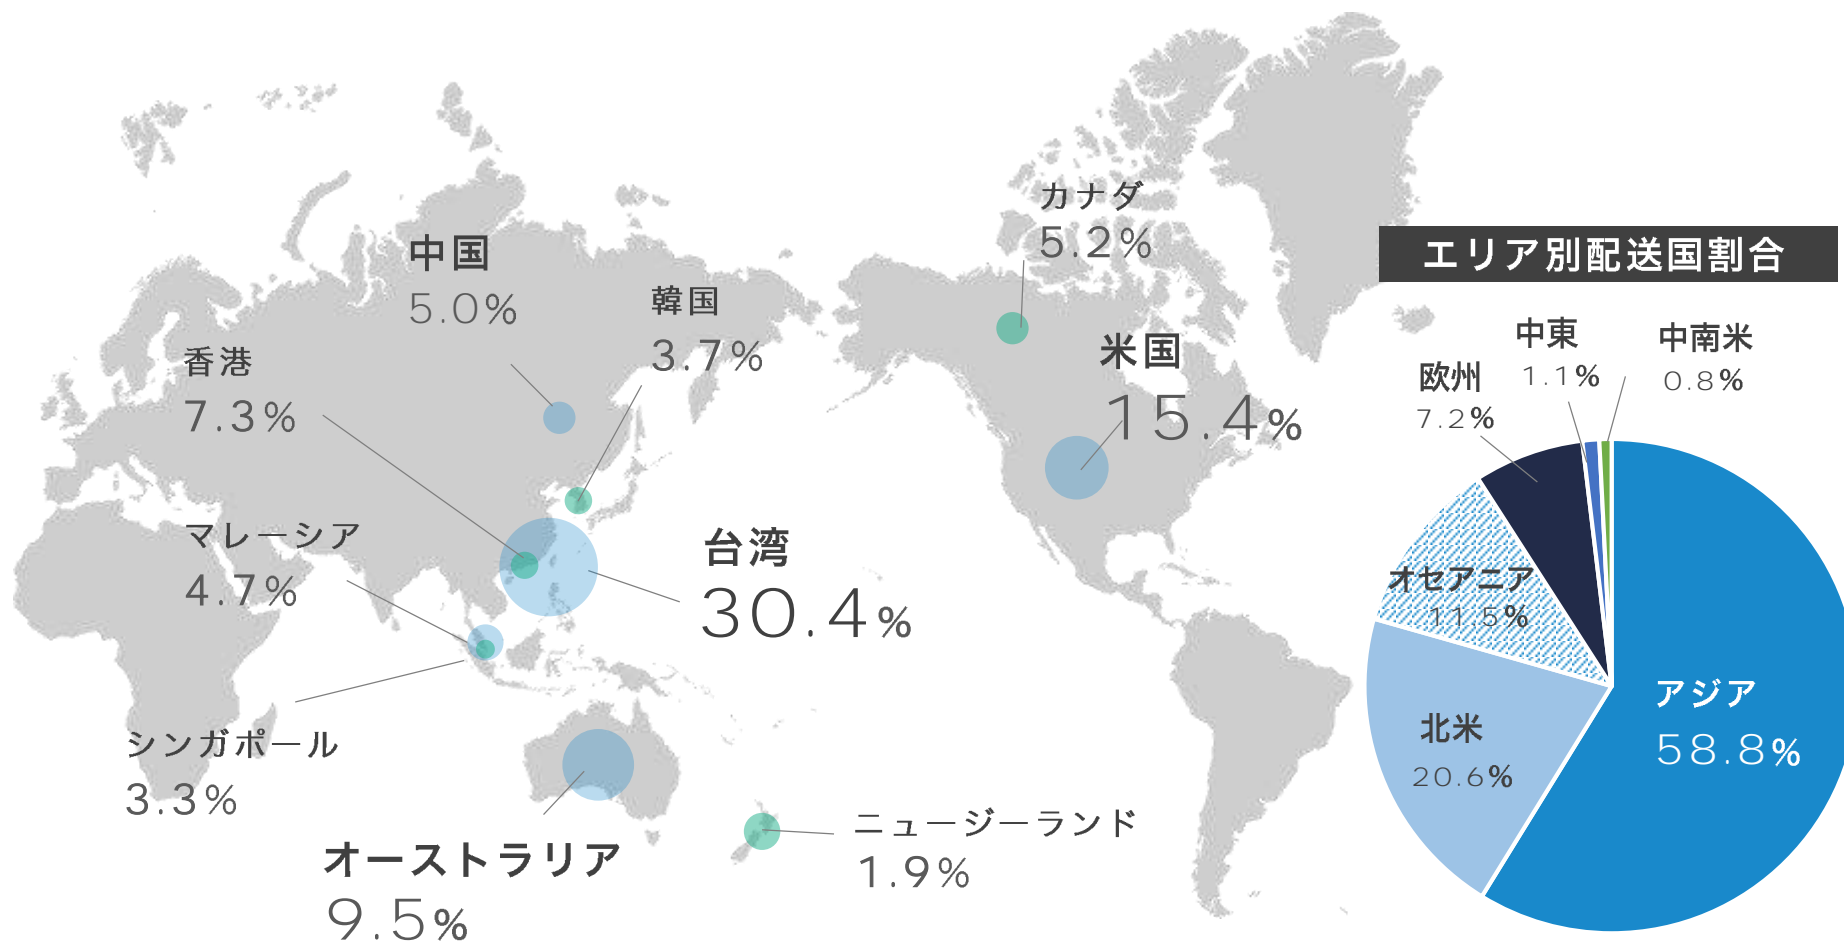 中国
5.0%
韓国
3.7%
香港
7.3%
マレーシア
4.7%
シンガポール
3.3%
台湾
30.4%
オーストラリア
9.5%
ニュージーランド
1.9%
カナダ
5.2%
米国
15.4%
エリア別配送国割合
中東
1.1%
中南米
0.8%
欧州
7.2%
オセアニア
11.5%
北米
20.6%
アジア
58.8%